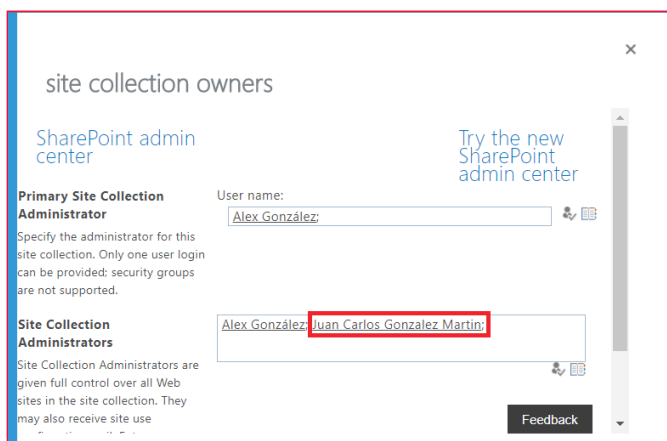 site collection owners
SharePoint admin
center
Try the new
SharePoint
admin center
Primary Site Collection
Administrator
Specify the administrator for this
site collection. Only one user login
can be provided; security groups
are not supported.
User name:
Alex González;
Site Collection
Administrators
Site Collection Administrators are
given full control over all Web
sites in the site collection. They
may also receive site use
Alex González; Juan Carlos Gonzalez Martin;
Feedback